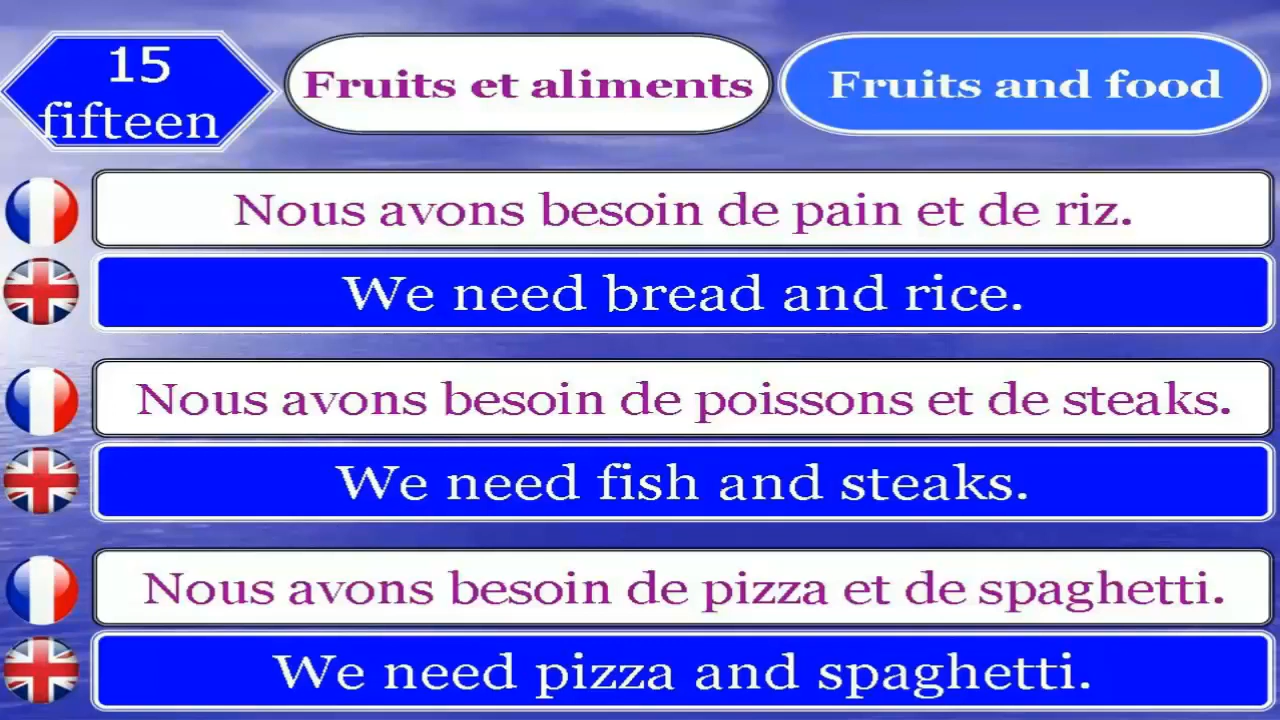 15
fifteen
Fruits et aliments
Fruits and food
Nous avons besoin de pain et de riz.
We need bread and rice.
Nous avons besoin de poissons et de steaks.
We need fish and steaks.
Nous avons besoin de pizza et de spaghetti.
We need pizza and spaghetti.